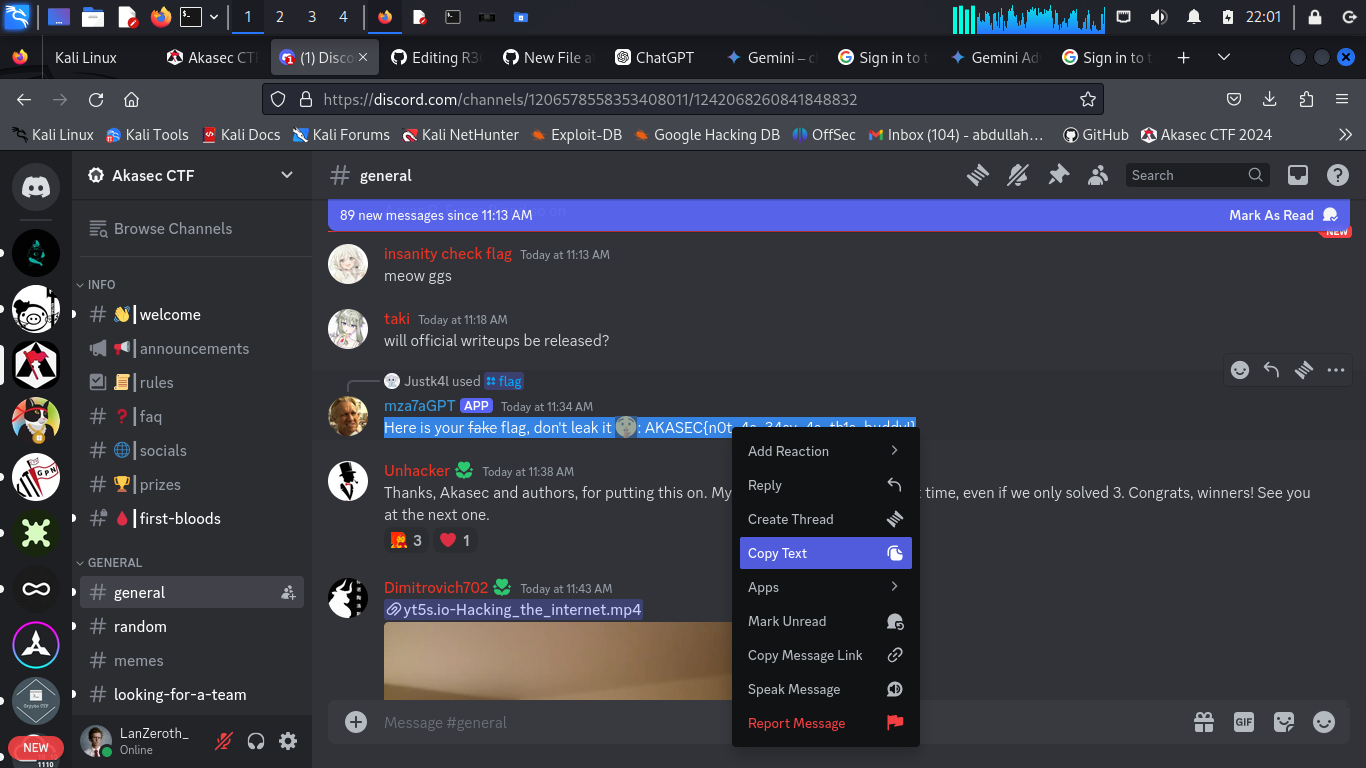 1 2 3 4 22:01
Kali Linux Akasec CT (1) Disco Editing R3 New File a ChatGPT Gemini – c Sign in to t Gemini Ad Sign in to t
https://discord.com/channels/1206578558353408011/1242068260841848832
Kali Linux Kali Tools Kali Docs Kali Forums Kali NetHunter Exploit-DB Google Hacking DB OffSec Inbox (104) - abdullah… GitHub Akasec CTF 2024
Akasec CTF
general
Search
89 new messages since 11:13 AM
Mark As Read
NEW
Browse Channels
INFO
welcome
announcements
rules
faq
socials
prizes
first-bloods
GENERAL
general
random
memes
looking-for-a-team
LanZeroth_
Online
NEW
1110
insanity check flag Today at 11:13 AM
meow ggs
taki Today at 11:18 AM
will official writeups be released?
Justk4l used flag
mza7aGPT APP Today at 11:34 AM
Here is your fake flag, don't leak it 🤫: AKASEC{n0t_4s_34sy_4s_th1s_buddy!}
Unhacker Today at 11:38 AM
Thanks, Akasec and authors, for putting this on. My time, even if we only solved 3. Congrats, winners! See you
at the next one.
3 1
Dimitrovich702 Today at 11:43 AM
yt5s.io-Hacking_the_internet.mp4
Message #general
GIF
Add Reaction
Reply
Create Thread
Copy Text
Apps
Mark Unread
Copy Message Link
Speak Message
Report Message